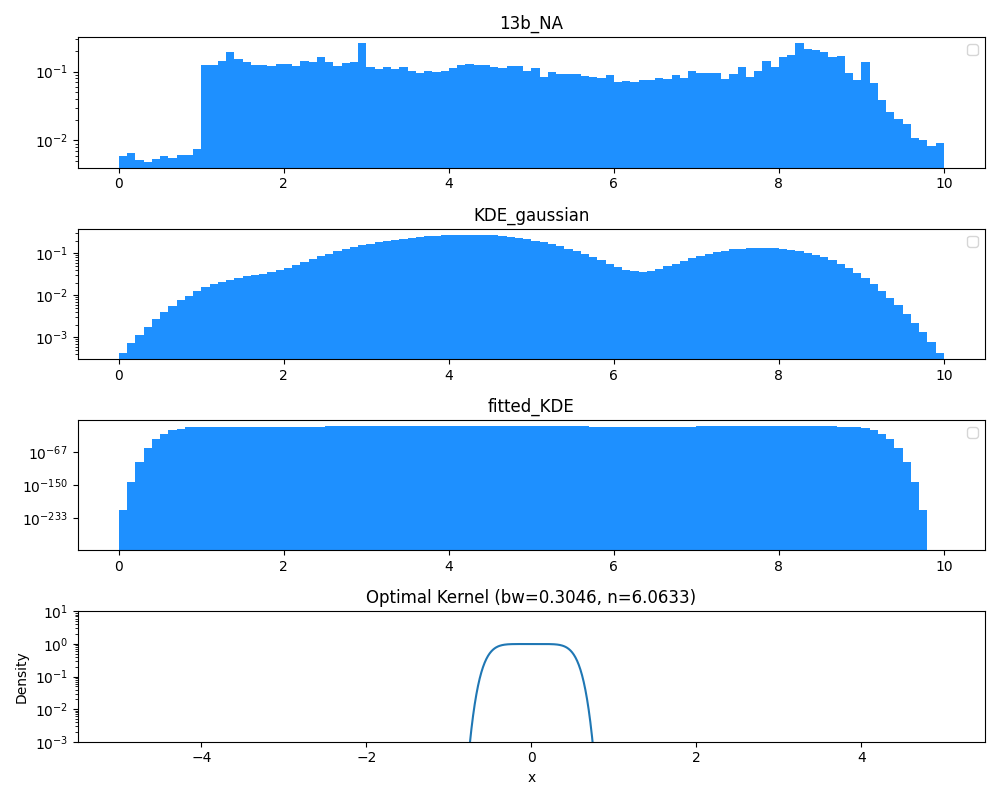 13b_NA
10⁻¹
10⁻²
0 2 4 6 8 10
KDE_gaussian
10⁻¹
10⁻²
10⁻³
0 2 4 6 8 10
fitted_KDE
10⁻⁶⁷
10⁻¹⁵⁰
10⁻²³³
0 2 4 6 8 10
Optimal Kernel (bw=0.3046, n=6.0633)
Density
10¹
10⁰
10⁻¹
10⁻²
10⁻³
−4 −2 0 2 4
x